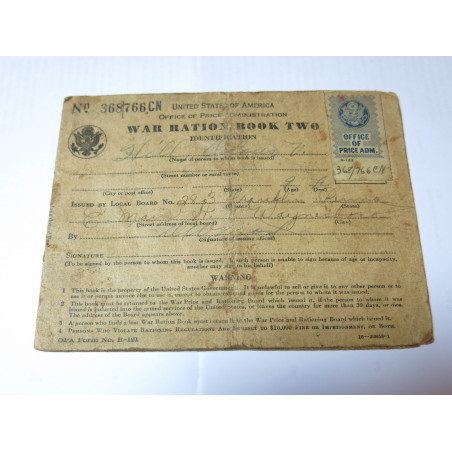 No 368766CN UNITED STATES OF AMERICA
OFFICE OF PRICE ADMINISTRATION
WAR RATION BOOK TWO
IDENTIFICATION
OFFICE
OF
PRICE ADM.
R-123
368766CN
(Name of person to whom book is issued)
(Street number or rural route)
(City or post office) (State) (Age) (Sex)
ISSUED BY LOCAL BOARD No. 28-3 Franklin
E. Main St. Waynesboro
(Street address of local board) (City)
By
(Signature of issuing officer)
SIGNATURE
(To be signed by the person to whom this book is issued. If such person is unable to sign because of age or incapacity, another may sign in his behalf)
WARNING
1 This book is the property of the United States Government. It is unlawful to sell or give it to any other person or to
use it or permit anyone else to use it, except to obtain rationed goods for the person to whom it was issued.
2 This book must be returned to the War Price and Rationing Board which issued it, if the person to whom it was
issued is inducted into the armed services of the United States, or leaves the country for more than 30 days, or dies.
The address of the Board appears above.
3 A person who finds a lost War Ration Book must return it to the War Price and Rationing Board which issued it.
4 PERSONS WHO VIOLATE RATIONING REGULATIONS ARE SUBJECT TO $10,000 FINE OR IMPRISONMENT, OR BOTH.
OPA Form No. R-121